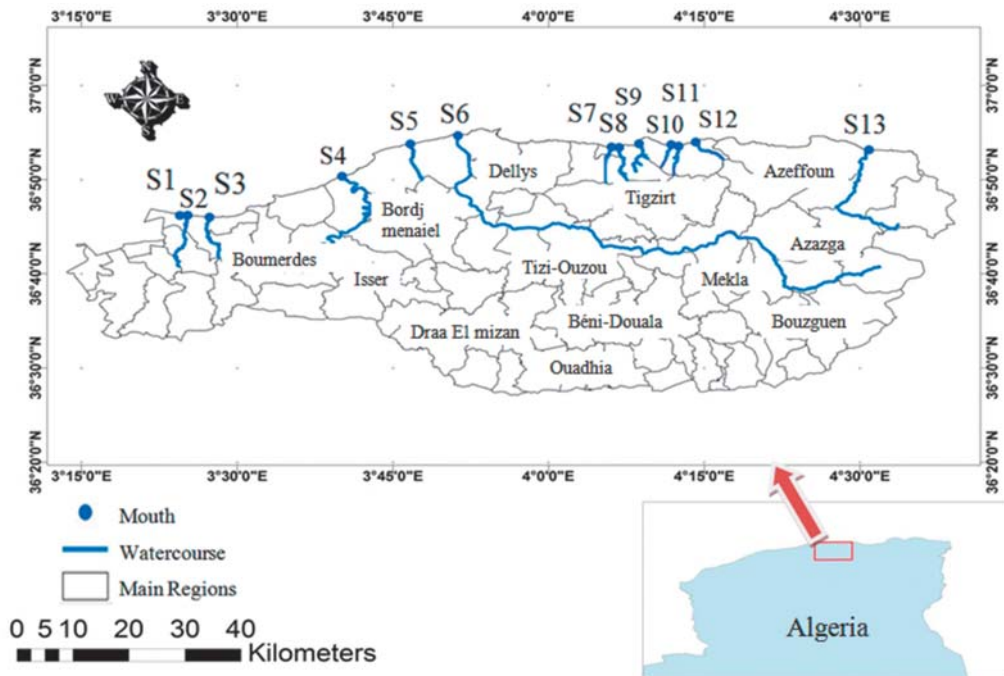 3°15'0"E 3°30'0"E 3°45'0"E 4°0'0"E 4°15'0"E 4°30'0"E
37°0'0"N
36°50'0"N
36°40'0"N
36°30'0"N
36°20'0"N
S1
S2
S3
S4
S5
S6
S7
S8
S9
S10
S11
S12
S13
Dellys
Azeffoun
Tigzirt
Bordj
menaiel
Boumerdes
Azazga
Isser
Tizi-Ouzou
Mekla
Draa El mizan
Béni-Douala
Bouzguen
Ouadhia
37°0'0"N
36°50'0"N
36°40'0"N
36°30'0"N
36°20'0"N
3°15'0"E 3°30'0"E 3°45'0"E 4°0'0"E 4°15'0"E 4°30'0"E
Mouth
Watercourse
Main Regions
0 5 10 20 30 40
Kilometers
Algeria